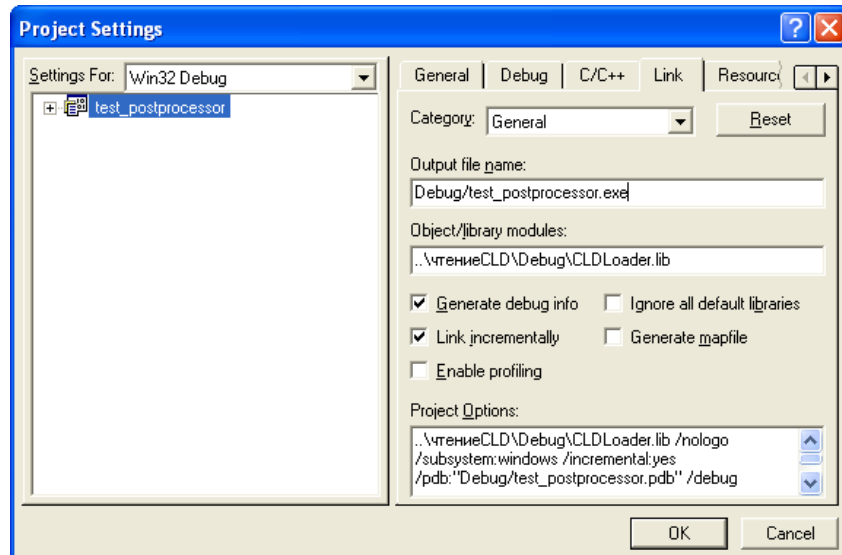 Project Settings
Settings For: Win32 Debug
test_postprocessor
General Debug C/C++ Link Resourc
Category: General Reset
Output file name:
Debug/test_postprocessor.exe
Object/library modules:
..\чтениеCLD\Debug\CLDLoader.lib
Generate debug info Ignore all default libraries
Link incrementally Generate mapfile
Enable profiling
Project Options:
..\чтениеCLD\Debug\CLDLoader.lib /nologo
/subsystem:windows /incremental:yes
/pdb:"Debug/test_postprocessor.pdb" /debug
OK Cancel